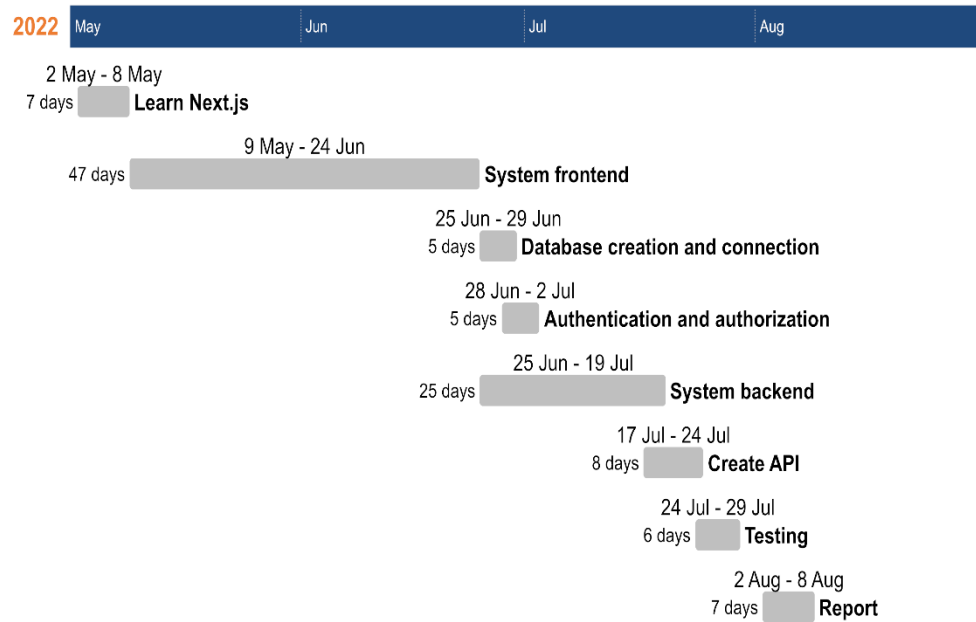 2022 May Jun Jul Aug
2 May - 8 May
7 days Learn Next.js
9 May - 24 Jun
47 days System frontend
25 Jun - 29 Jun
5 days Database creation and connection
28 Jun - 2 Jul
5 days Authentication and authorization
25 Jun - 19 Jul
25 days System backend
17 Jul - 24 Jul
8 days Create API
24 Jul - 29 Jul
6 days Testing
2 Aug - 8 Aug
7 days Report